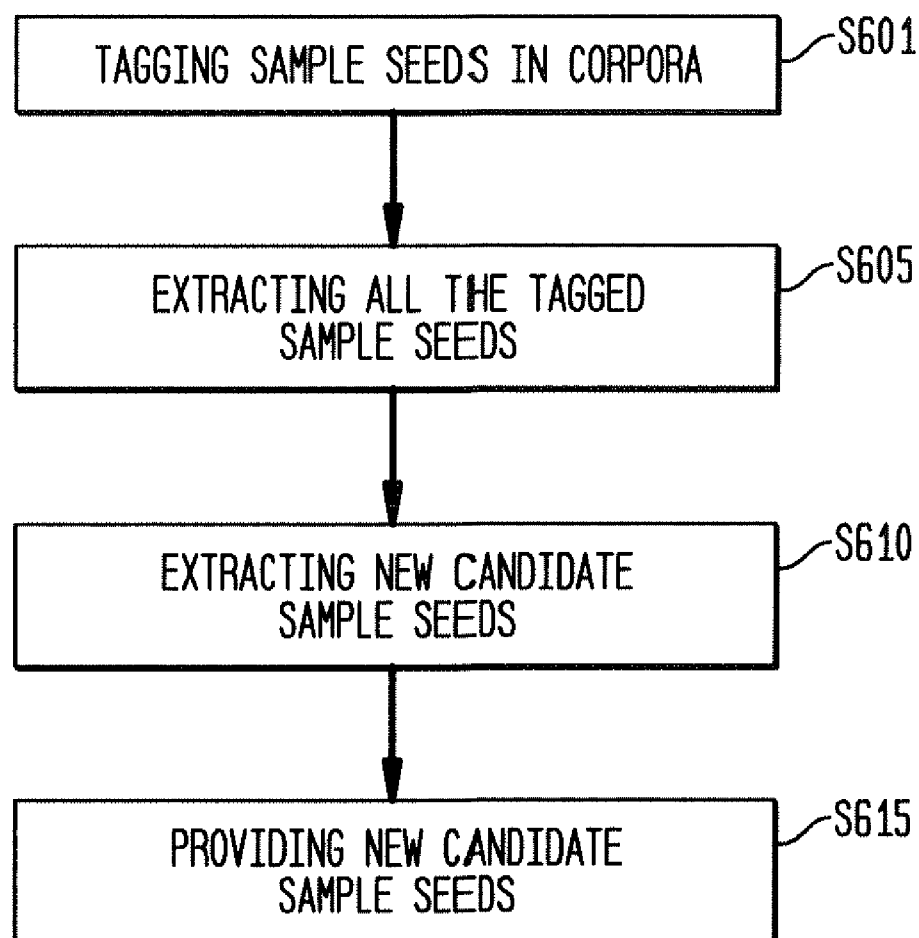 TAGGING SAMPLE SEEDS IN CORPORA
S601
EXTRACTING ALL THE TAGGED
SAMPLE SEEDS
S605
EXTRACTING NEW CANDIDATE
SAMPLE SEEDS
S610
PROVIDING NEW CANDIDATE
SAMPLE SEEDS
S615